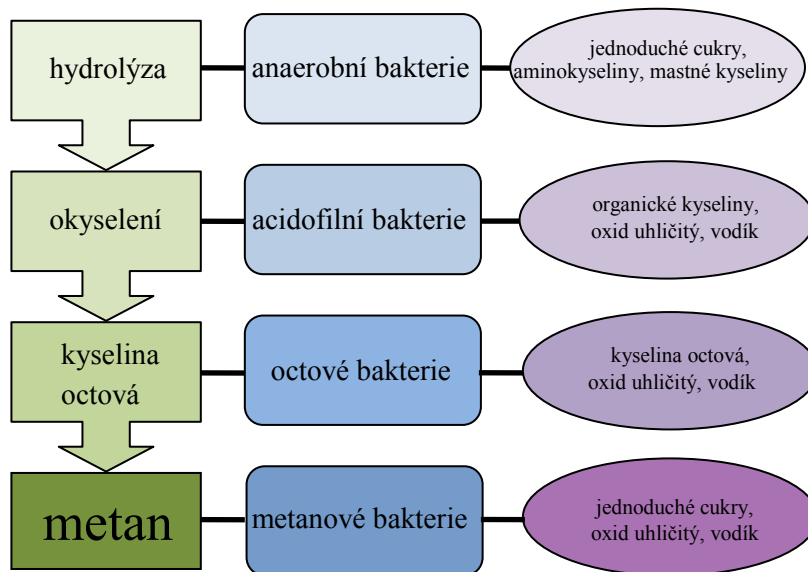 hydrolýza
anaerobní bakterie
jednoduché cukry,
aminokyseliny, mastné kyseliny
okyselení
acidofilní bakterie
organické kyseliny,
oxid uhličitý, vodík
kyselina
octová
octové bakterie
kyselina octová,
oxid uhličitý, vodík
metan
metanové bakterie
jednoduché cukry,
oxid uhličitý, vodík